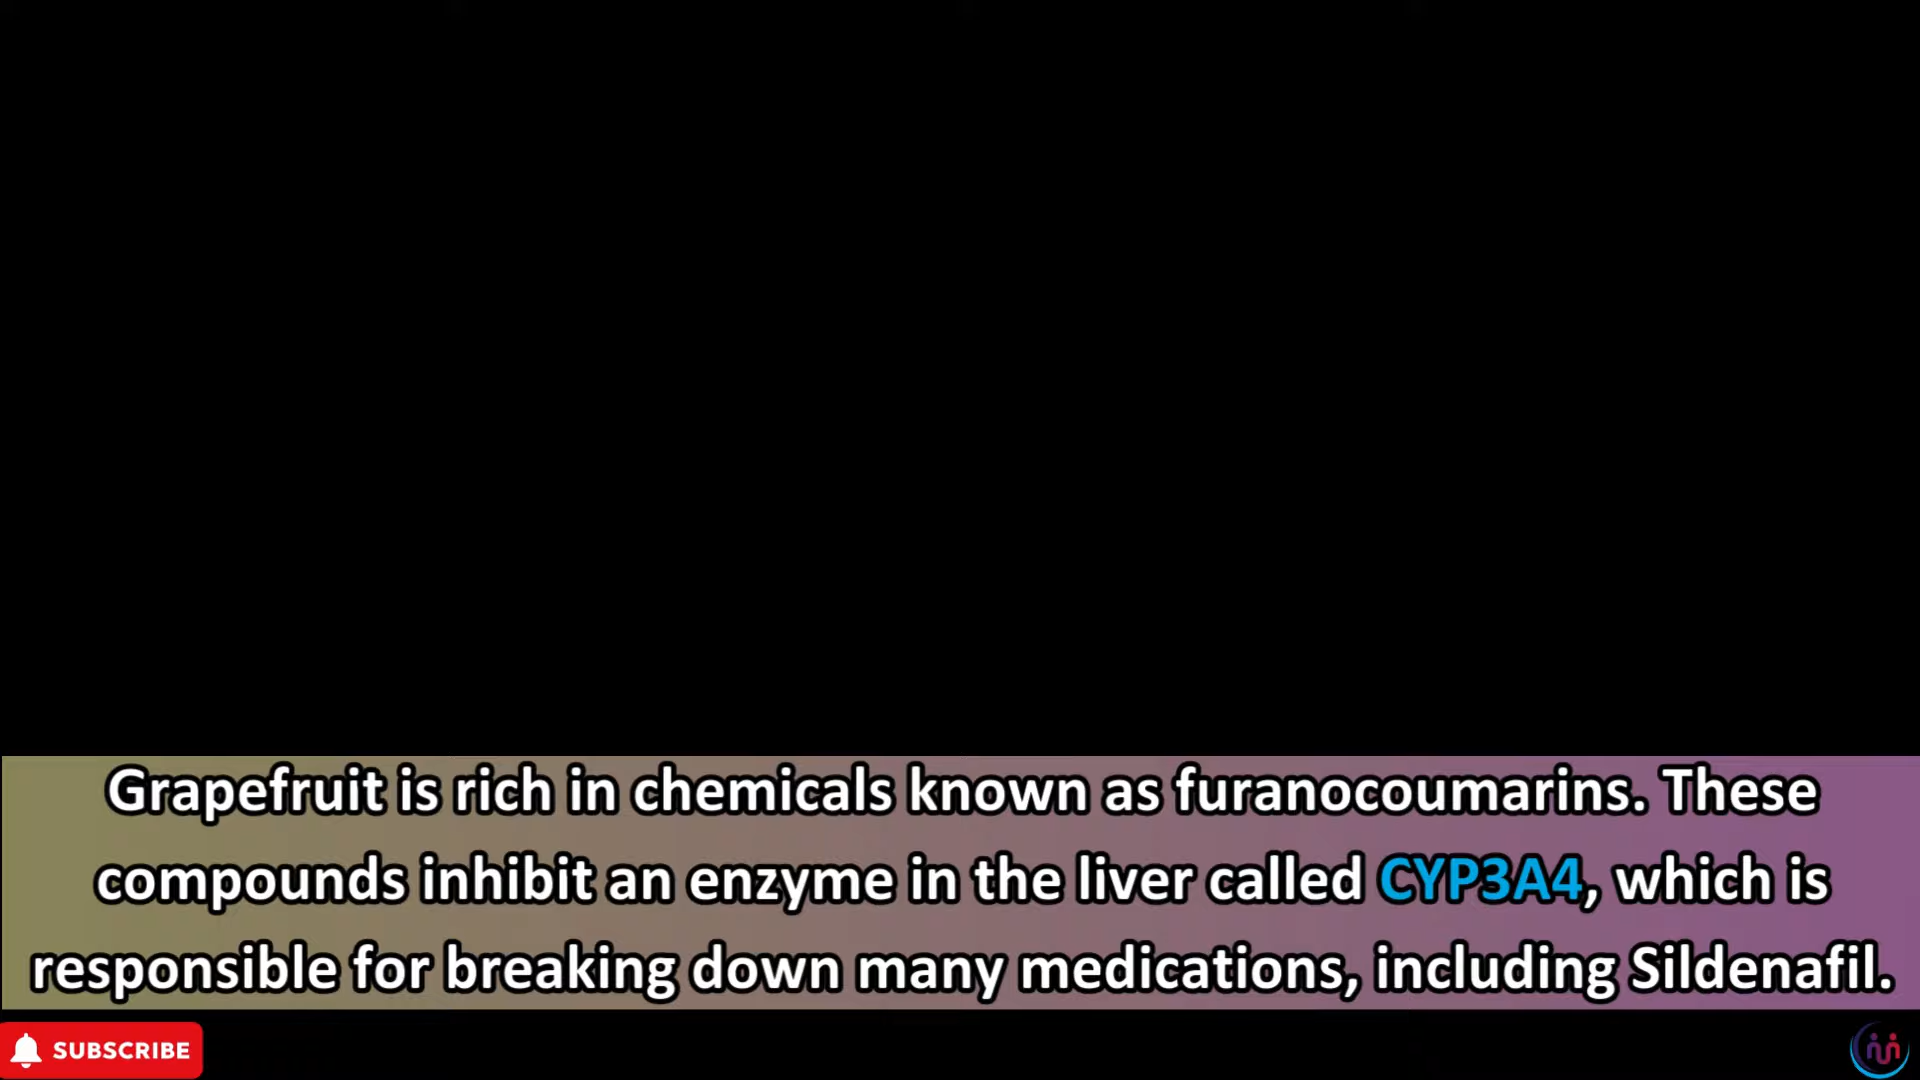 Grapefruit is rich in chemicals known as furanocoumarins. These
compounds inhibit an enzyme in the liver called CYP3A4, which is
responsible for breaking down many medications, including Sildenafil.
SUBSCRIBE